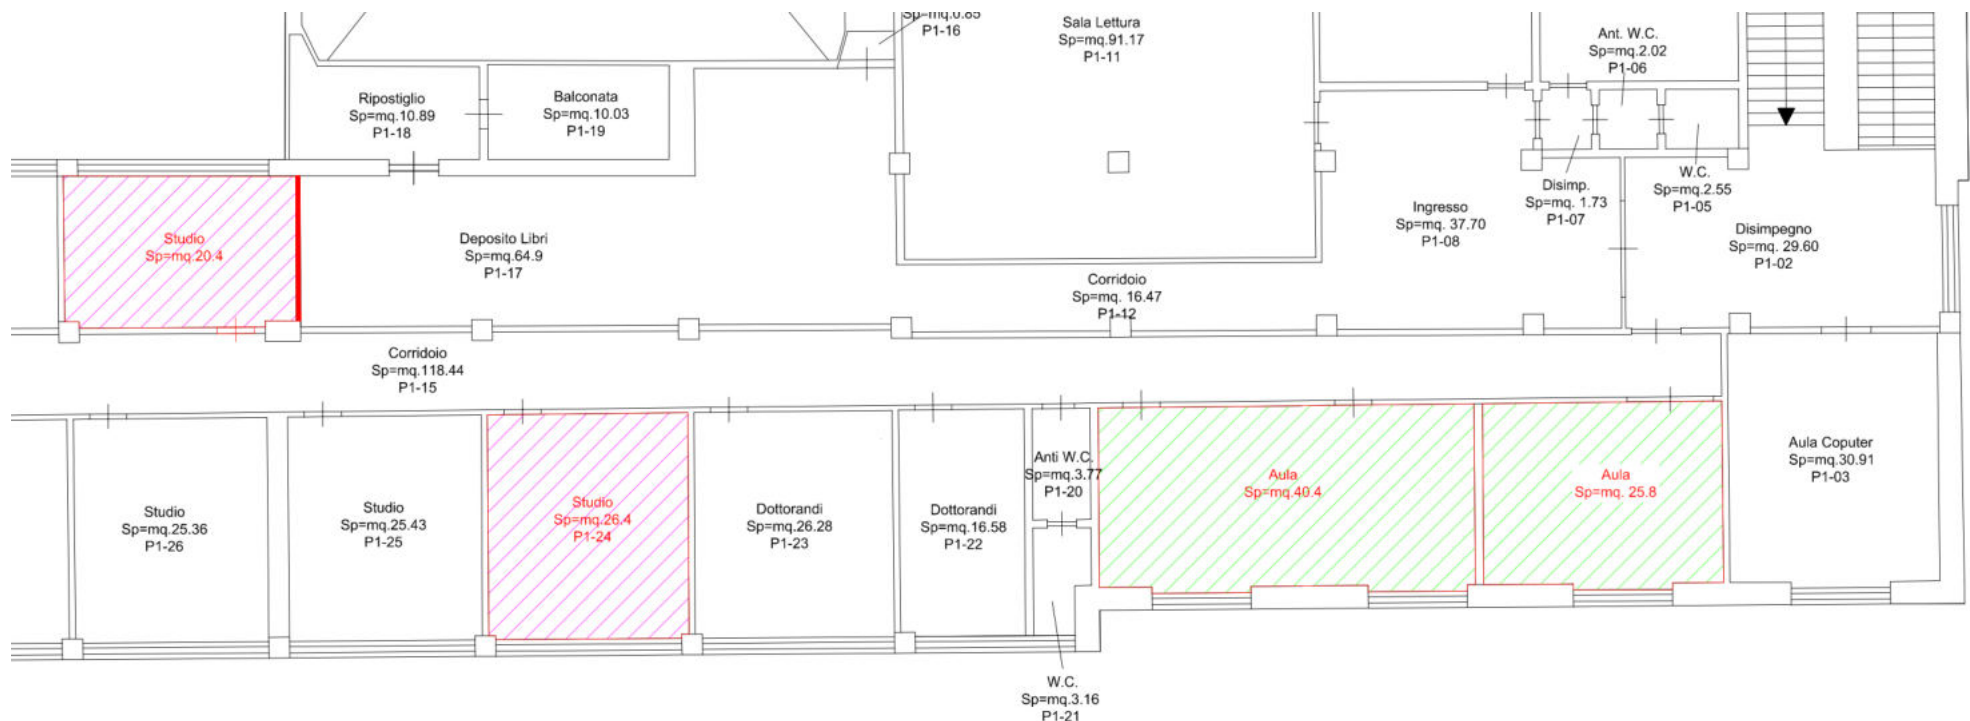 Sp=mq.0.85
P1-16
Sala Lettura
Sp=mq.91.17
P1-11
Ant. W.C.
Sp=mq.2.02
P1-06
Ripostiglio
Sp=mq.10.89
P1-18
Balconata
Sp=mq.10.03
P1-19
Disimp.
Sp=mq. 1.73
P1-07
W.C.
Sp=mq.2.55
P1-05
Ingresso
Sp=mq. 37.70
P1-08
Disimpegno
Sp=mq. 29.60
P1-02
Studio
Sp=mq.20.4
Deposito Libri
Sp=mq.64.9
P1-17
Corridoio
Sp=mq. 16.47
P1-12
Corridoio
Sp=mq.118.44
P1-15
Studio
Sp=mq.25.36
P1-26
Studio
Sp=mq.25.43
P1-25
Studio
Sp=mq.26.4
P1-24
Dottorandi
Sp=mq.26.28
P1-23
Dottorandi
Sp=mq.16.58
P1-22
Anti W.C.
Sp=mq.3.77
P1-20
Aula
Sp=mq.40.4
Aula
Sp=mq. 25.8
Aula Coputer
Sp=mq.30.91
P1-03
W.C.
Sp=mq.3.16
P1-21